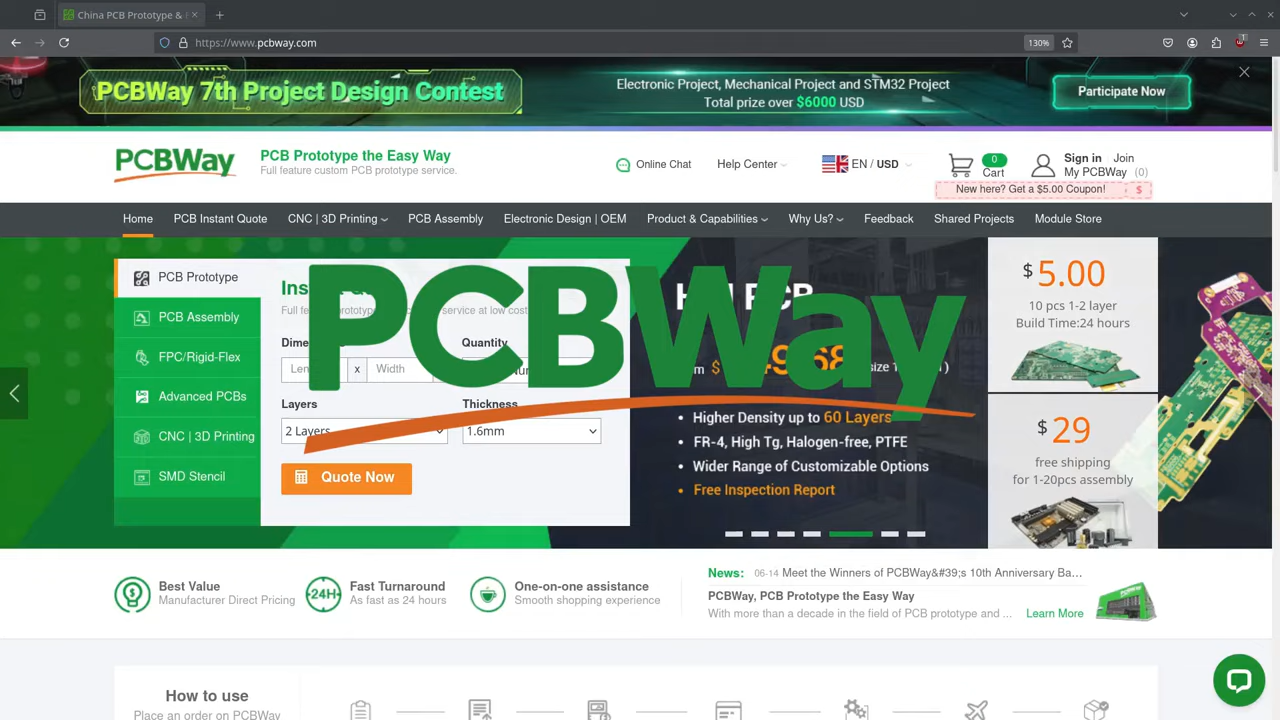 China PCB Prototype &
https://www.pcbway.com
130%
1
PCBWay 7th Project Design Contest
Electronic Project, Mechanical Project and STM32 Project
Total prize over $6000 USD
Participate Now
PCBWay
PCB Prototype the Easy Way
Full feature custom PCB prototype service.
Online Chat
Help Center
EN / USD
0
Cart
Sign in Join
My PCBWay (0)
New here? Get a $5.00 Coupon!
$
Home
PCB Instant Quote
CNC | 3D Printing
PCB Assembly
Electronic Design | OEM
Product & Capabilities
Why Us?
Feedback
Shared Projects
Module Store
PCB Prototype
PCB Assembly
FPC/Rigid-Flex
Advanced PCBs
CNC | 3D Printing
SMD Stencil
PCBWay
Full
service at low
Quantity
x
Width
Layers
Thickness
2 Layers
1.6mm
Quote Now
PCB
Higher Density up to 60 Layers
FR-4, High Tg, Halogen-free, PTFE
Wider Range of Customizable Options
Free Inspection Report
$5.00
10 pcs 1-2 layer
Build Time:24 hours
$29
free shipping
for 1-20pcs assembly
Best Value
Manufacturer Direct Pricing
24H
Fast Turnaround
As fast as 24 hours
One-on-one assistance
Smooth shopping experience
News: 06-14 Meet the Winners of PCBWay&#39;s 10th Anniversary Ba...
PCBWay, PCB Prototype the Easy Way
With more than a decade in the field of PCB prototype and ... Learn More
How to use
Place an order on PCBWay